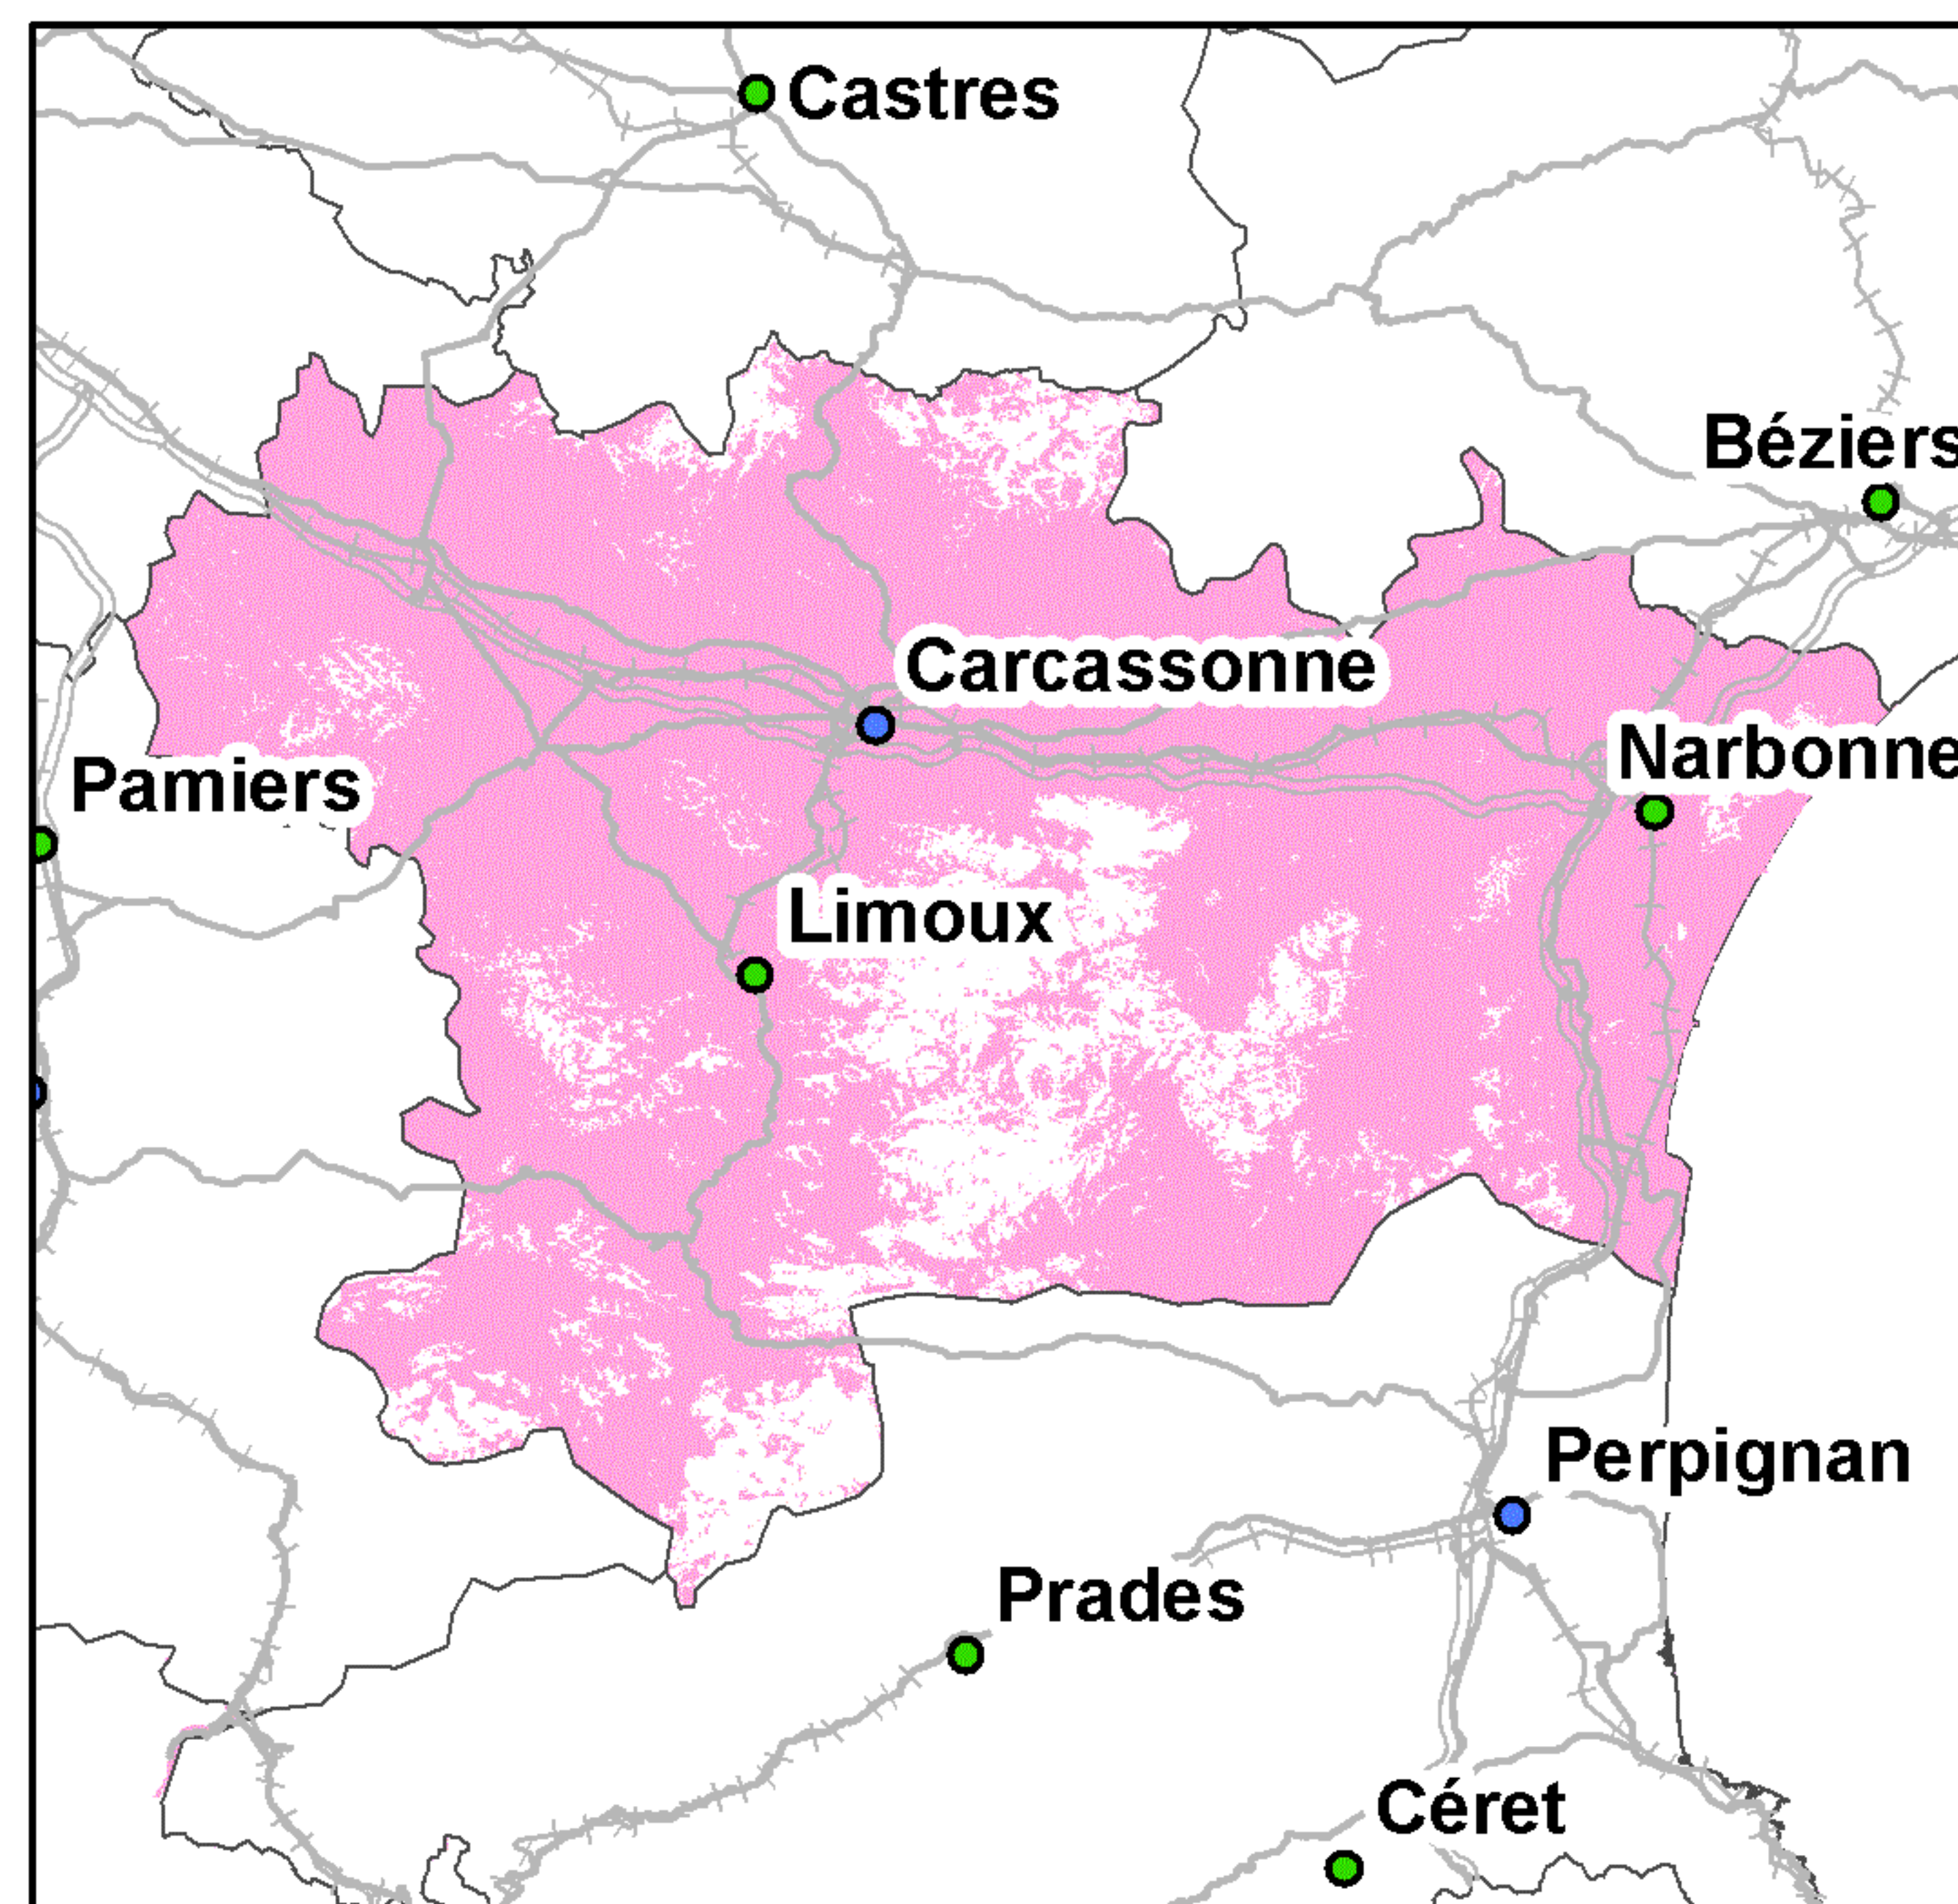 Castres
Béziers
Carcassonne
Narbonne
Pamiers
Limoux
Perpignan
Prades
Céret